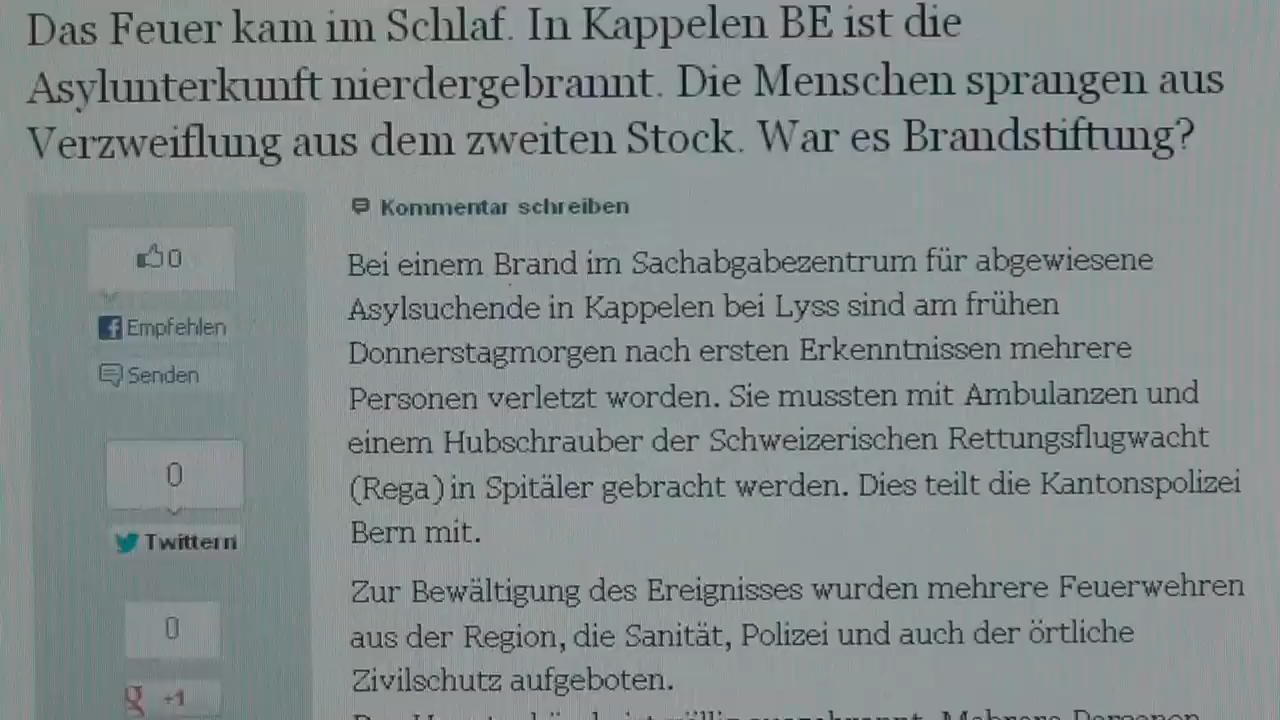 Das Feuer kam im Schlaf. In Kappelen BE ist die
Asylunterkunft nierdergebrannt. Die Menschen sprangen aus
Verzweiflung aus dem zweiten Stock. War es Brandstiftung?
Kommentar schreiben
0
Empfehlen
Senden
0
Twittern
0
+1
Bei einem Brand im Sachabgabezentrum für abgewiesene
Asylsuchende in Kappelen bei Lyss sind am frühen
Donnerstagmorgen nach ersten Erkenntnissen mehrere
Personen verletzt worden. Sie mussten mit Ambulanzen und
einem Hubschrauber der Schweizerischen Rettungsflugwacht
(Rega) in Spitäler gebracht werden. Dies teilt die Kantonspolizei
Bern mit.
Zur Bewältigung des Ereignisses wurden mehrere Feuerwehren
aus der Region, die Sanität, Polizei und auch der örtliche
Zivilschutz aufgeboten.